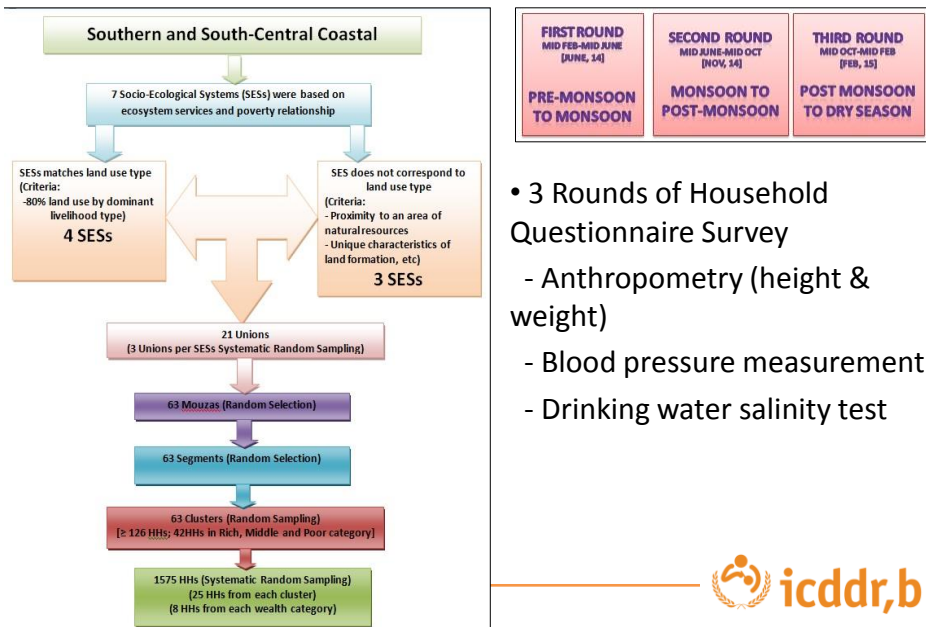 Southern and South-Central Coastal
7 Socio-Ecological Systems (SESs) were based on
ecosystem services and poverty relationship
SESs matches land use type
(Criteria:
-80% land use by dominant
livelihood type)
4 SESs
SES does not correspond to
land use type
(Criteria:
- Proximity to an area of
natural resources
- Unique characteristics of
land formation, etc)
3 SESs
21 Unions
(3 Unions per SESs Systematic Random Sampling)
63 Mouzas (Random Selection)
63 Segments (Random Selection)
63 Clusters (Random Sampling)
[≥ 126 HHs; 42HHs in Rich, Middle and Poor category]
1575 HHs (Systematic Random Sampling)
(25 HHs from each cluster)
(8 HHs from each wealth category)
FIRST ROUND
MID FEB-MID JUNE
[JUNE, 14]
PRE-MONSOON
TO MONSOON
SECOND ROUND
MID JUNE-MID OCT
[NOV, 14]
MONSOON TO
POST-MONSOON
THIRD ROUND
MID OCT-MID FEB
[FEB, 15]
POST MONSOON
TO DRY SEASON
• 3 Rounds of Household
Questionnaire Survey
- Anthropometry (height &
weight)
- Blood pressure measurement
- Drinking water salinity test
icddr,b